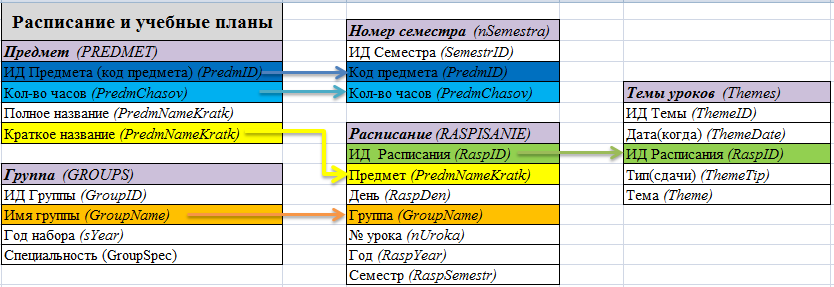 Расписание и учебные планы
Предмет (PREDMET)
ИД Предмета (код предмета) (PredmID)
Кол-во часов (PredmChasov)
Полное название (PredmNameKratk)
Краткое название (PredmNameKratk)
Группа (GROUPS)
ИД Группы (GroupID)
Имя группы (GroupName)
Год набора (sYear)
Специальность (GroupSpec)
Номер семестра (nSemestra)
ИД Семестра (SemestrID)
Код предмета (PredmID)
Кол-во часов (PredmChasov)
Расписание (RASPISANIE)
ИД Расписания (RaspID)
Предмет (PredmNameKratk)
День (RaspDen)
Группа (GroupName)
№ урока (nUroka)
Год (RaspYear)
Семестр (RaspSemestr)
Темы уроков (Themes)
ИД Темы (ThemeID)
Дата(когда) (ThemeDate)
ИД Расписания (RaspID)
Тип(сдачи) (ThemeTip)
Тема (Theme)